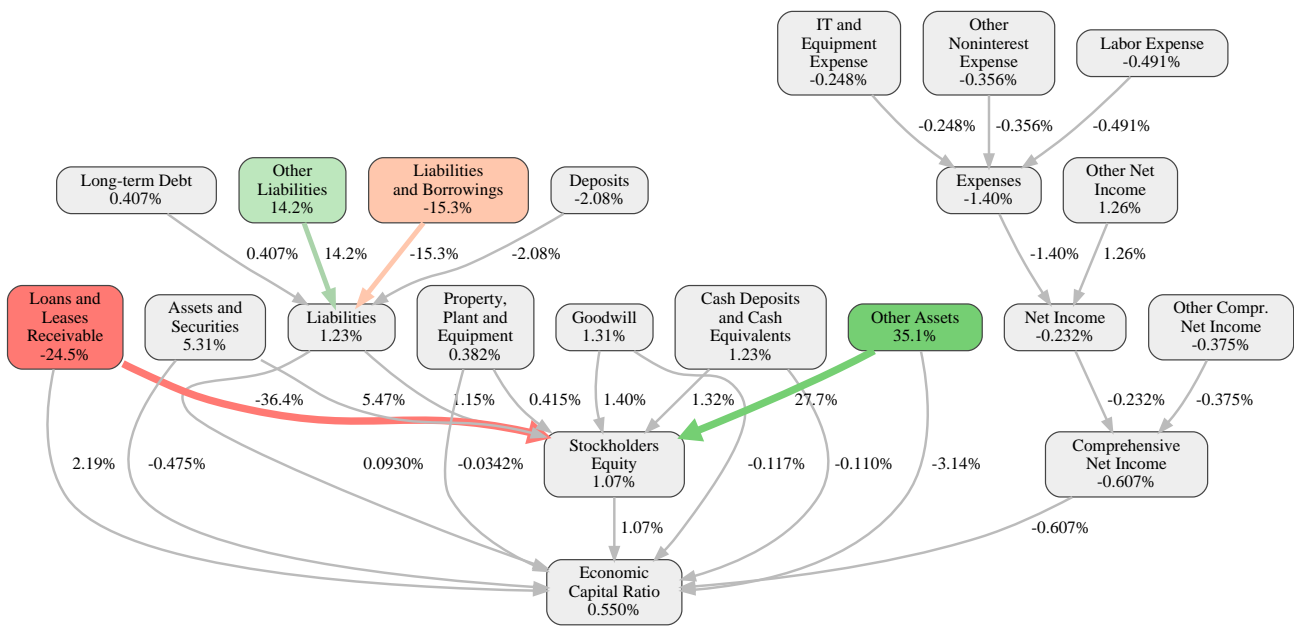 IT and
Equipment
Expense
-0.248%
Other
Noninterest
Expense
-0.356%
Labor Expense
-0.491%
-0.248%
-0.356%
-0.491%
Long-term Debt
0.407%
Other
Liabilities
14.2%
Liabilities
and Borrowings
-15.3%
Deposits
-2.08%
Expenses
-1.40%
Other Net
Income
1.26%
0.407%
14.2%
-15.3%
-2.08%
-1.40%
1.26%
Loans and
Leases
Receivable
-24.5%
Assets and
Securities
5.31%
Liabilities
1.23%
Property,
Plant and
Equipment
0.382%
Goodwill
1.31%
Cash Deposits
and Cash
Equivalents
1.23%
Other Assets
35.1%
Net Income
-0.232%
Other Compr.
Net Income
-0.375%
-36.4%
5.47%
1.15%
0.415%
1.40%
1.32%
27.7%
-0.232%
-0.375%
2.19%
-0.475%
0.0930%
-0.0342%
Stockholders
Equity
1.07%
-0.117%
-0.110%
-3.14%
Comprehensive
Net Income
-0.607%
1.07%
-0.607%
Economic
Capital Ratio
0.550%